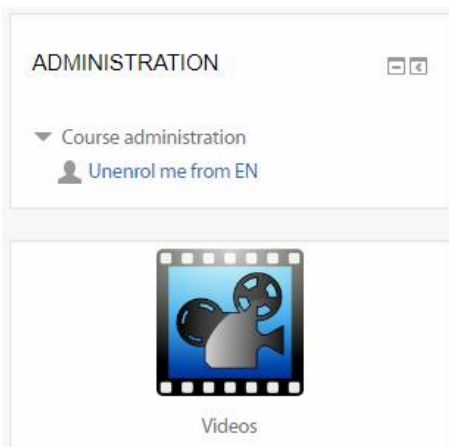 ADMINISTRATION
Course administration
Unenrol me from EN
Videos